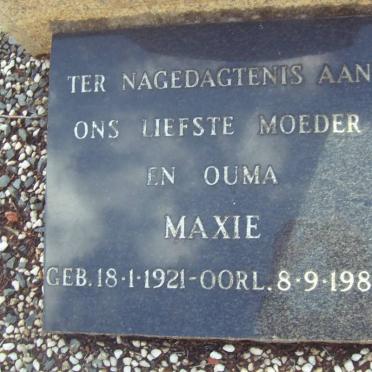 TER NAGEDAGTENIS AAN
ONS LIEFSTE MOEDER
EN OUMA
MAXIE
GEB. 18·1·1921-OORL. 8·9·198